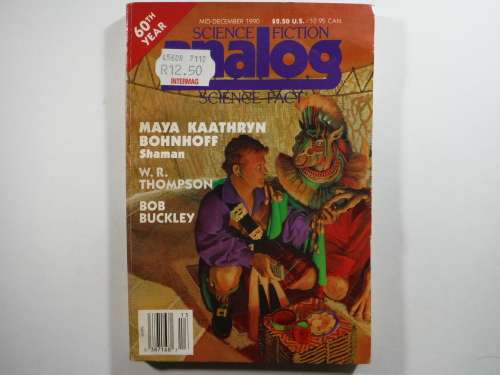 60TH
YEAR
MID-DECEMBER 1990 $2.50 U.S./ $2.95 CAN.
SCIENCE FICTION
analog
SCIENCE FACT
R12.50
INTERMAG
MAYA KAATHRYN
BOHNHOFF
Shaman
W. R.
THOMPSON
BOB
BUCKLEY